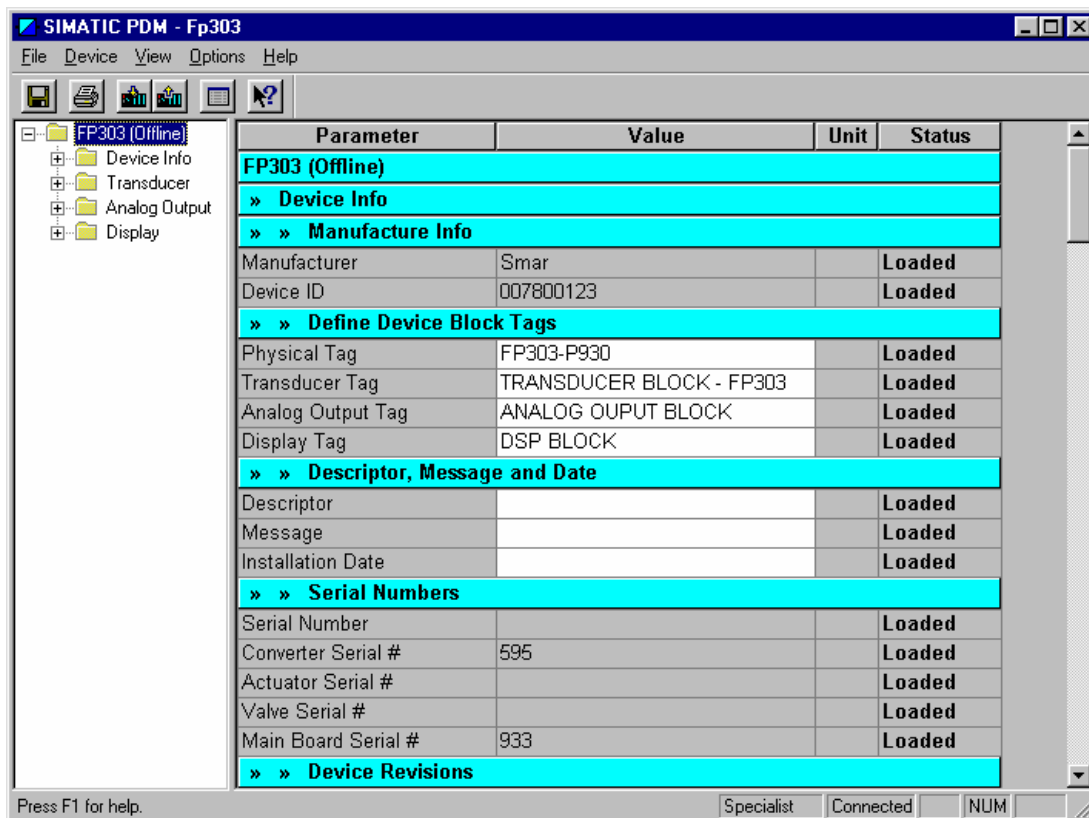 SIMATIC PDM - Fp303
File Device View Options Help
FP303 (Offline)
Device Info
Transducer
Analog Output
Display
Parameter Value Unit Status
FP303 (Offline)
» Device Info
» » Manufacture Info
Manufacturer Smar Loaded
Device ID 007800123 Loaded
» » Define Device Block Tags
Physical Tag FP303-P930 Loaded
Transducer Tag TRANSDUCER BLOCK - FP303 Loaded
Analog Output Tag ANALOG OUPUT BLOCK Loaded
Display Tag DSP BLOCK Loaded
» » Descriptor, Message and Date
Descriptor Loaded
Message Loaded
Installation Date Loaded
» » Serial Numbers
Serial Number Loaded
Converter Serial # 595 Loaded
Actuator Serial # Loaded
Valve Serial # Loaded
Main Board Serial # 933 Loaded
» » Device Revisions
Press F1 for help. Specialist Connected NUM